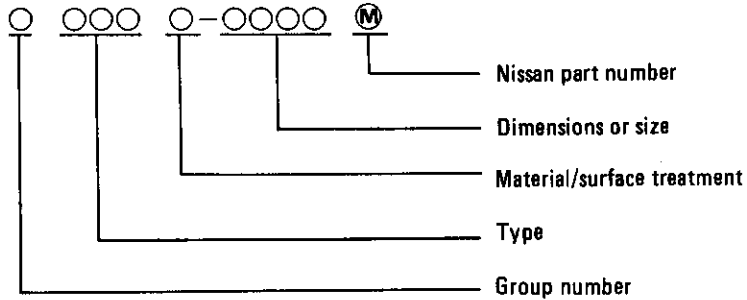 ○ ○○○ ○-○○○○ Ⓜ
Nissan part number
Dimensions or size
Material/surface treatment
Type
Group number